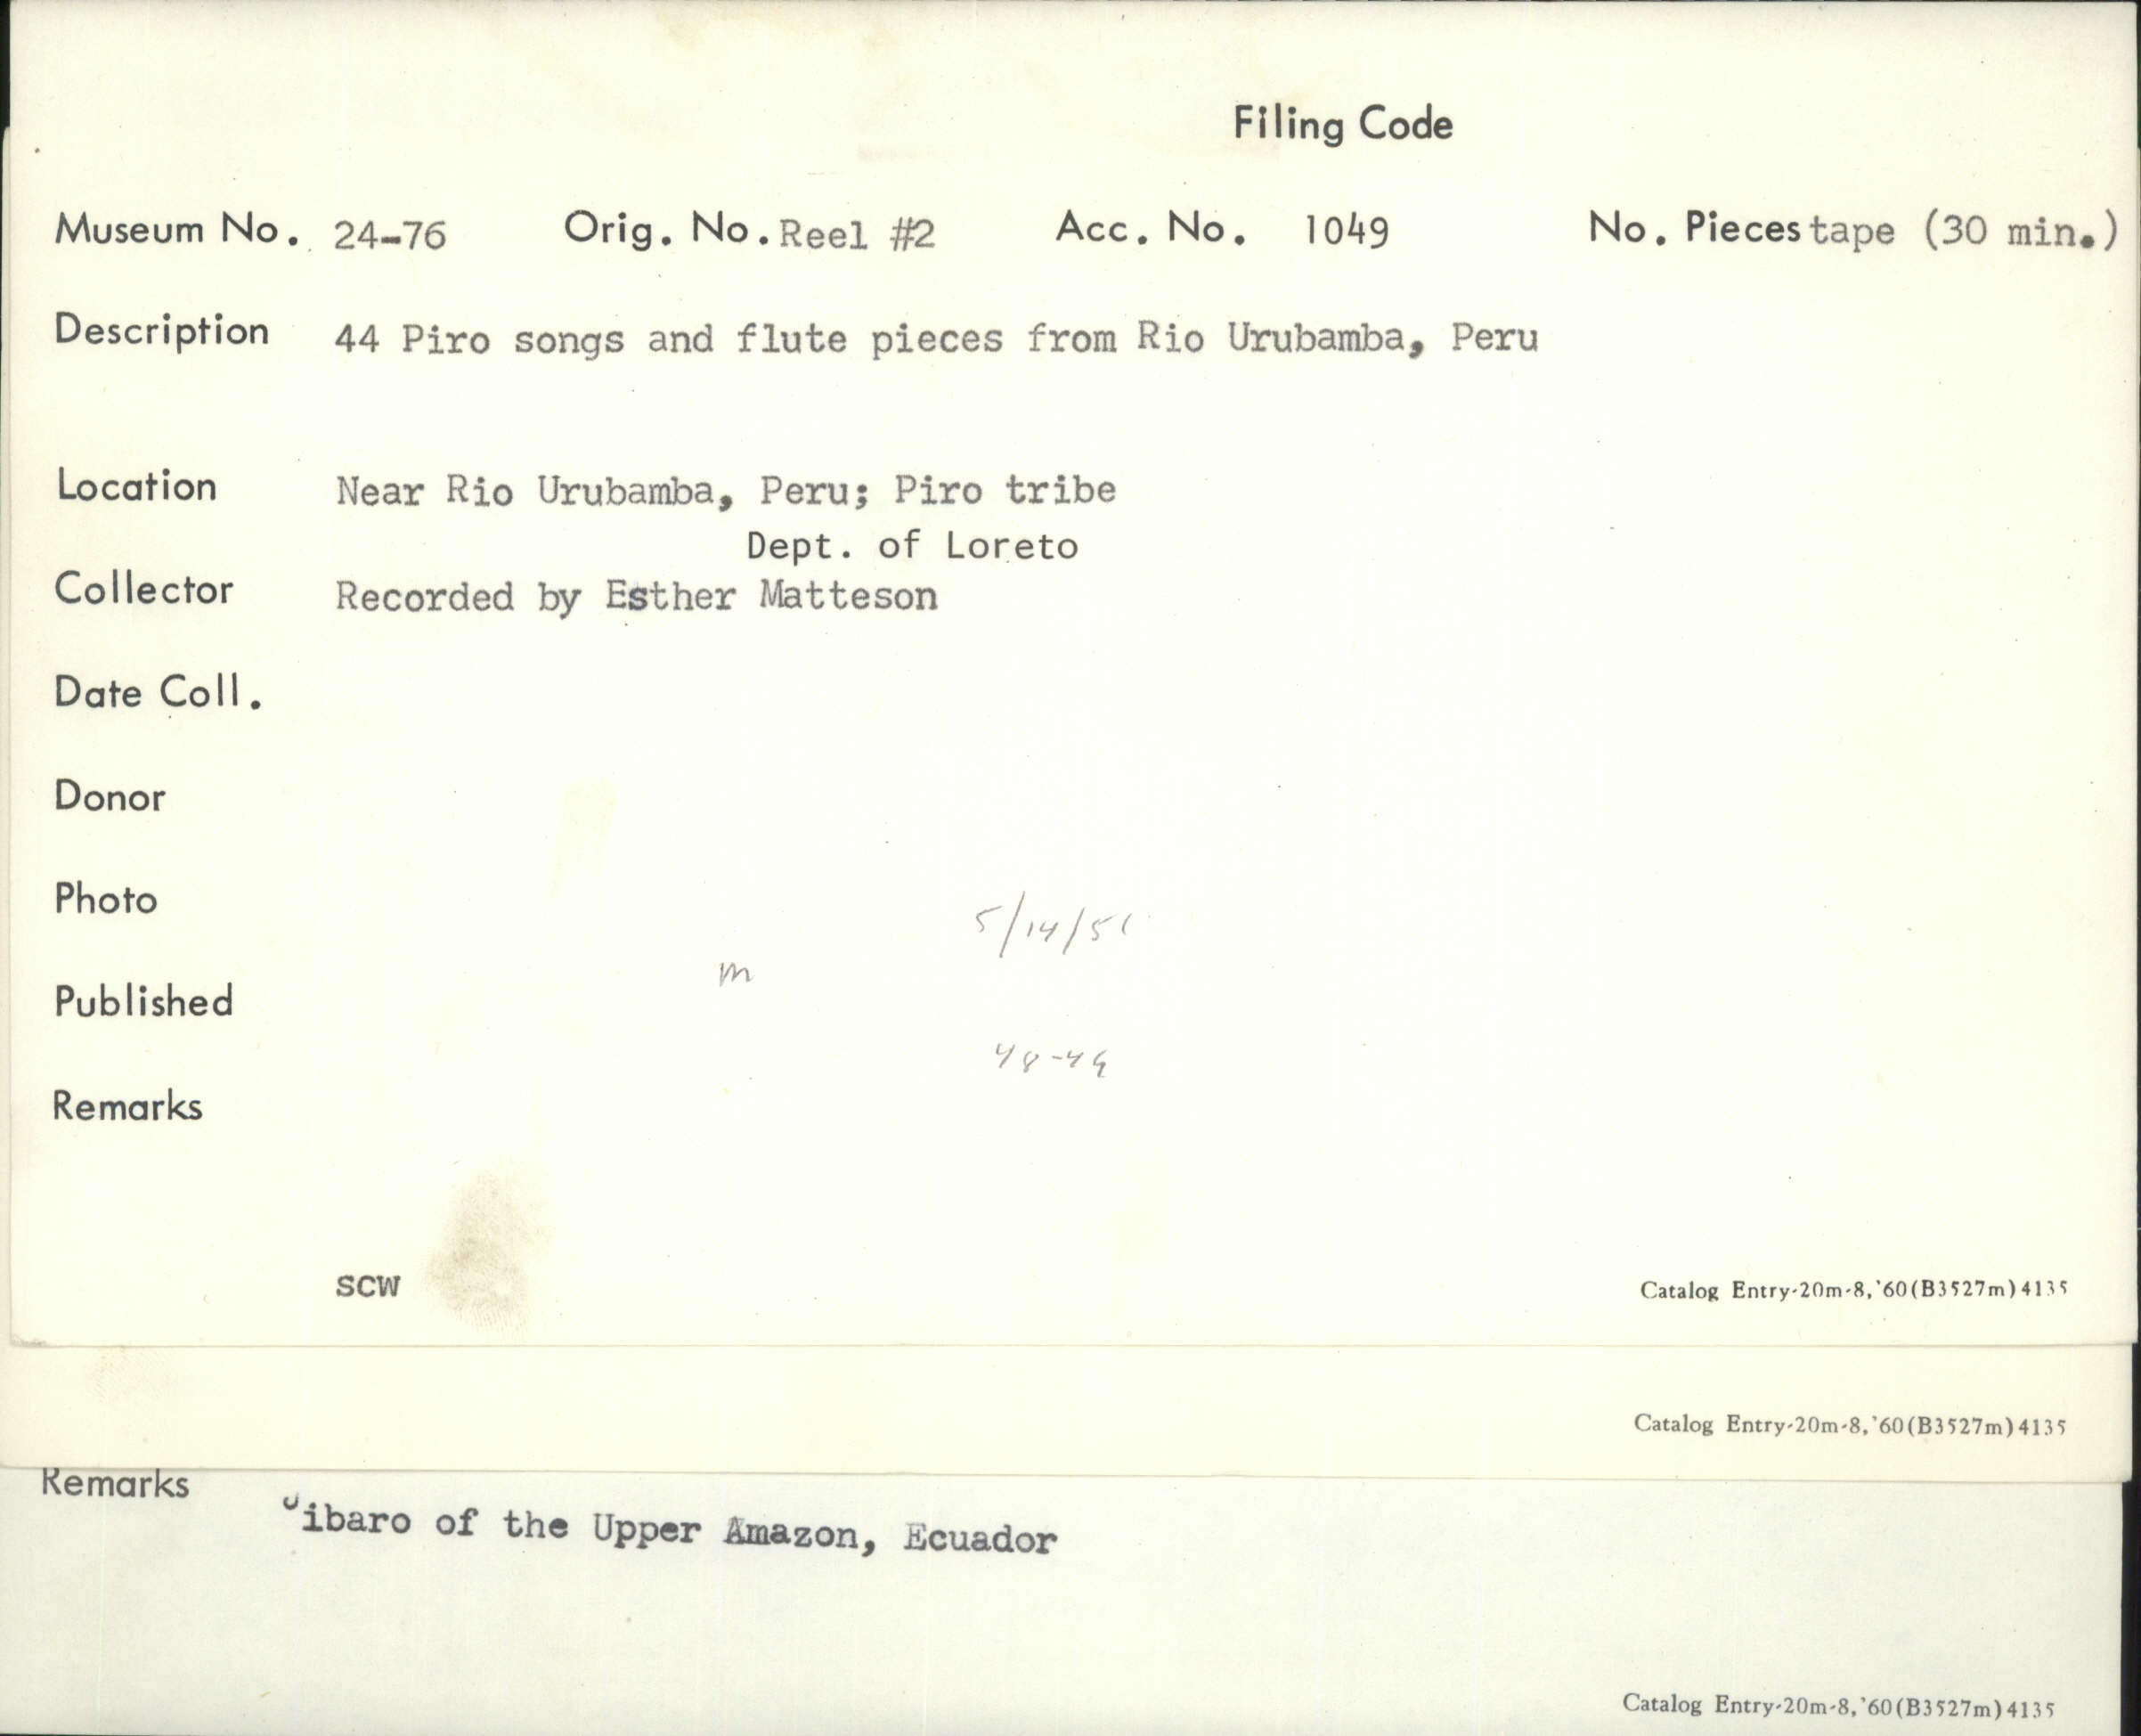 Filing Code
Museum No. 24-76 Orig. No. Reel #2 Acc. No. 1049 No. Pieces tape (30 min.)
Description 44 Piro songs and flute pieces from Rio Urubamba, Peru
Location Near Rio Urubamba, Peru; Piro tribe
Dept. of Loreto
Collector Recorded by Esther Matteson
Date Coll.
Donor
Photo
5/14/51
m
Published
48-49
Remarks
SCW
Catalog Entry-20m-8,'60(B3527m)4135
Catalog Entry-20m-8,'60(B3527m)4135
Remarks
ibaro of the Upper Amazon, Ecuador
Catalog Entry-20m-8,'60(B3527m)4135